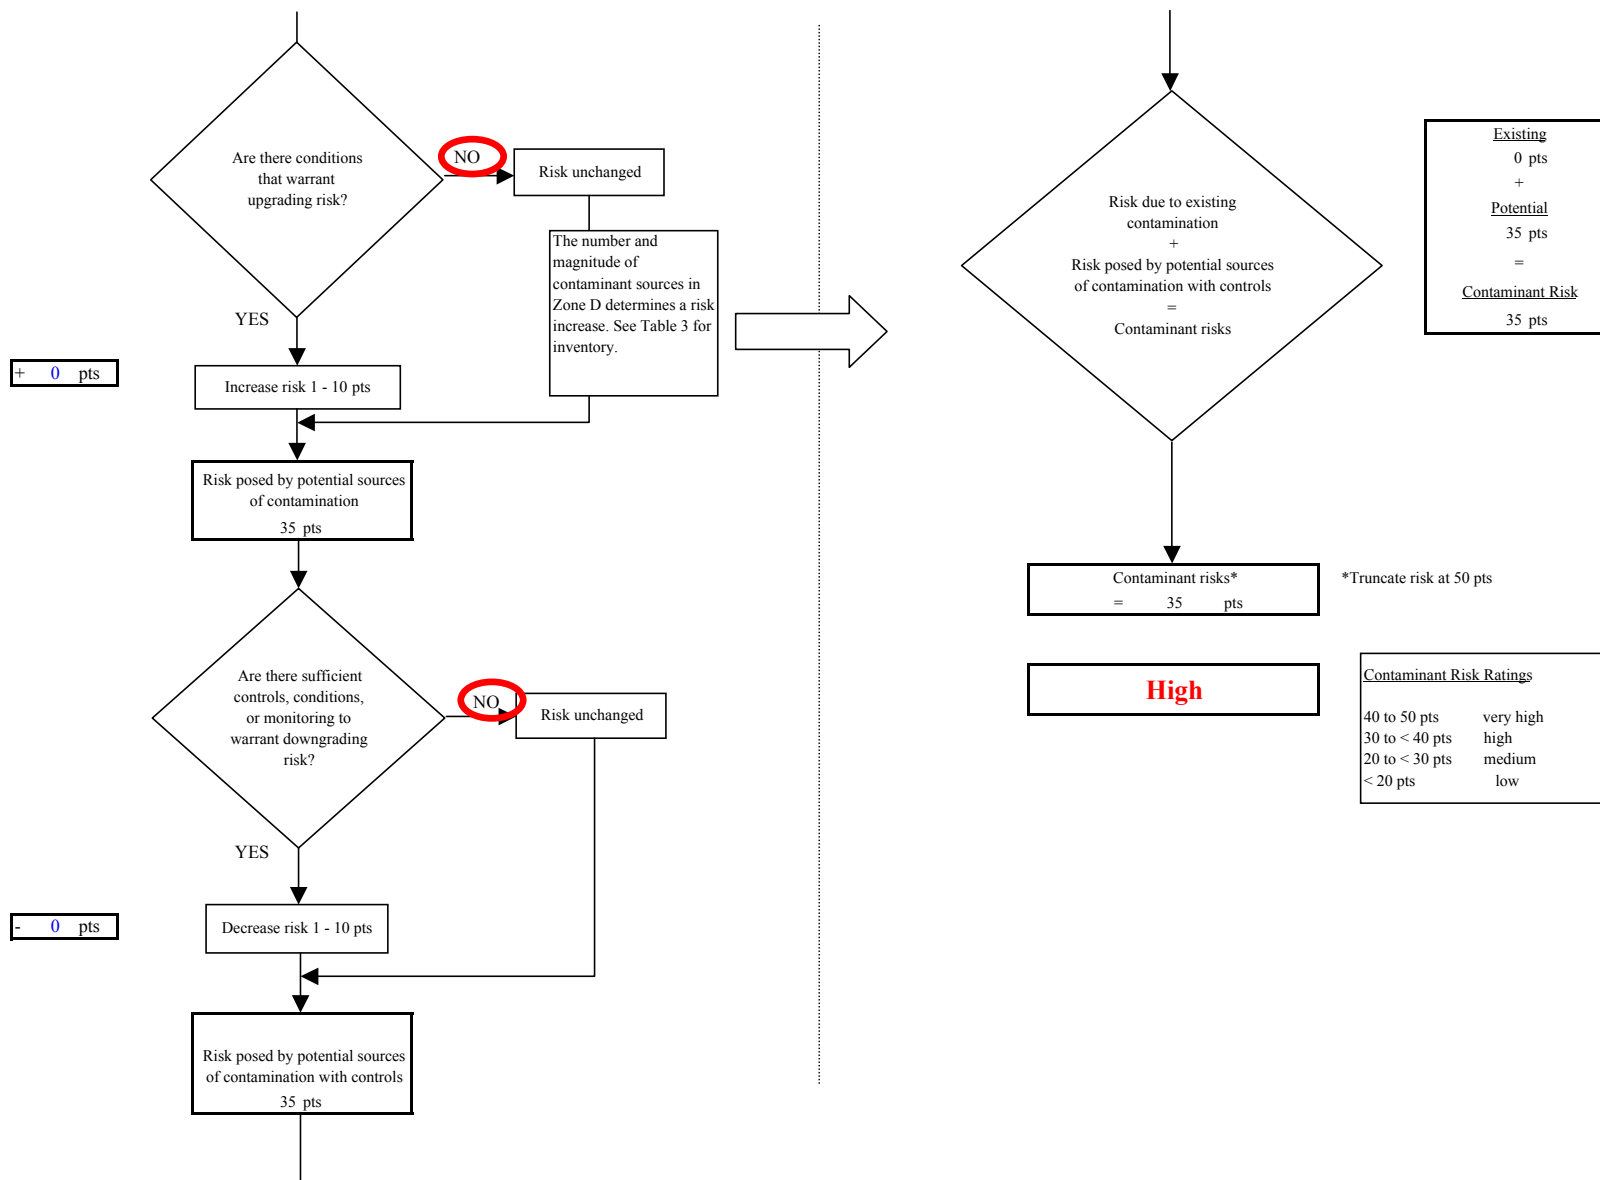 Are there conditions
that warrant
upgrading risk?
NO
Risk unchanged
The number and
magnitude of
contaminant sources in
Zone D determines a risk
increase. See Table 3 for
inventory.
YES
+ 0 pts
Increase risk 1 - 10 pts
Risk posed by potential sources
of contamination
35 pts
Are there sufficient
controls, conditions,
or monitoring to
warrant downgrading
risk?
NO
Risk unchanged
YES
- 0 pts
Decrease risk 1 - 10 pts
Risk posed by potential sources
of contamination with controls
35 pts
Risk due to existing
contamination
+
Risk posed by potential sources
of contamination with controls
=
Contaminant risks
Existing
0 pts
+
Potential
35 pts
=
Contaminant Risk
35 pts
Contaminant risks*
= 35 pts
*Truncate risk at 50 pts
High
Contaminant Risk Ratings
40 to 50 pts very high
30 to < 40 pts high
20 to < 30 pts medium
< 20 pts low